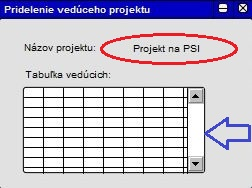 Pridelenie vedúceho projektu
Názov projektu: Projekt na PSI
Tabuľka vedúcich: